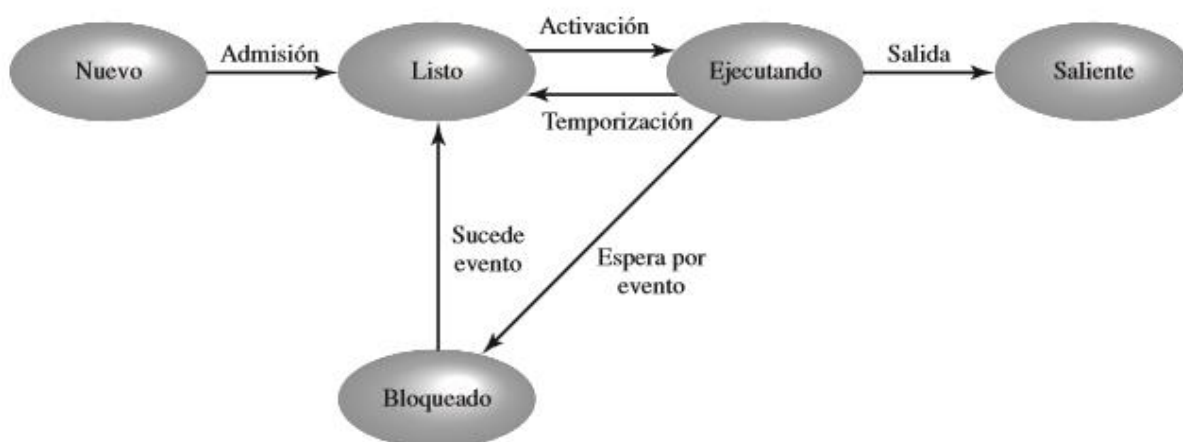 Nuevo
Admisión
Listo
Activación
Temporización
Ejecutando
Salida
Saliente
Sucede
evento
Espera por
evento
Bloqueado